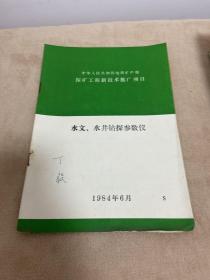 中华人民共和国地质矿产部
探矿工程新技术推广项目
水文、水井钻探参数仪
丁毅
1984年6月
S